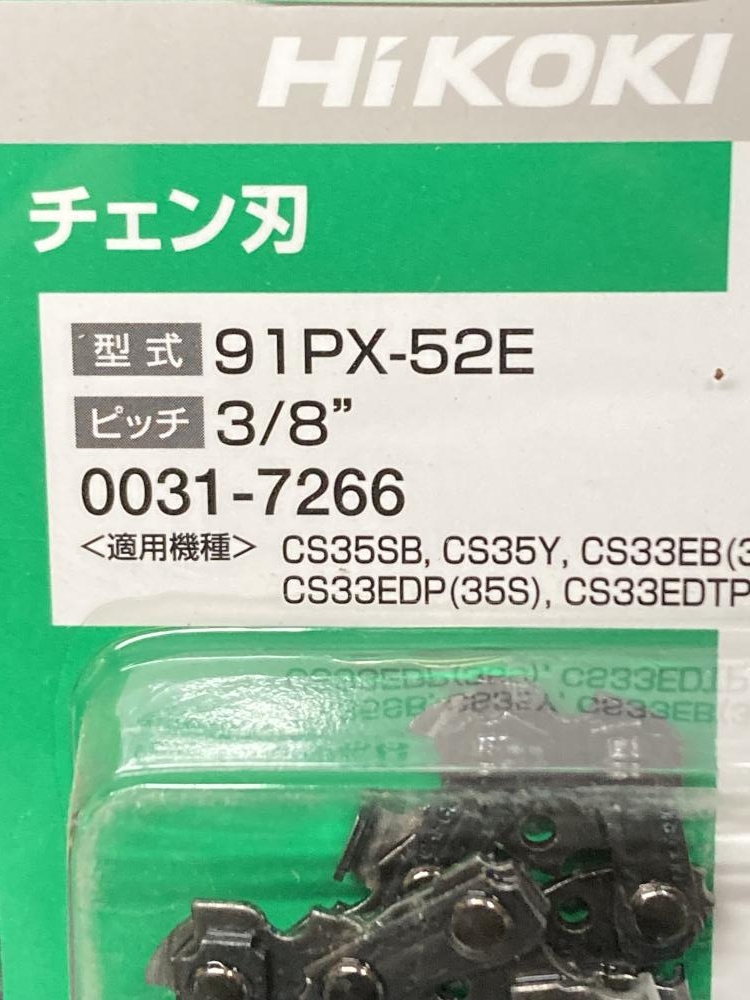 HiKOKI
チェン刃
型式 91PX-52E
ピッチ 3/8”
0031-7266
＜適用機種＞ CS35SB, CS35Y, CS33EB(3
CS33EDP(35S), CS33EDTP